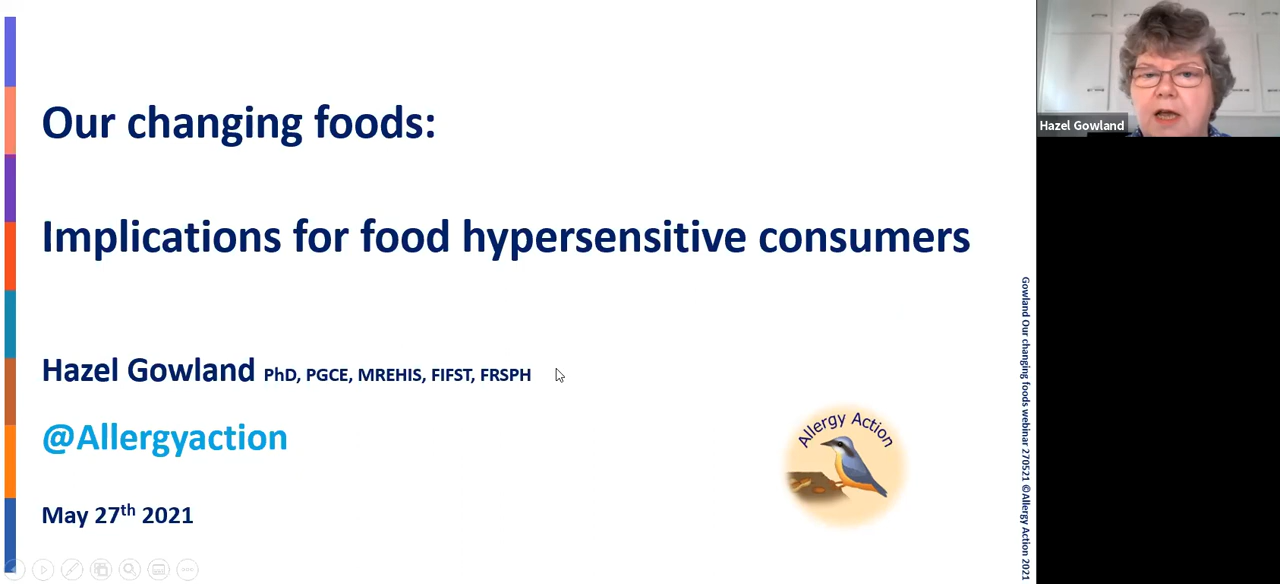 Our changing foods:
Implications for food hypersensitive consumers
Hazel Gowland PhD, PGCE, MREHIS, FIFST, FRSPH
@Allergyaction
May 27th 2021
Allergy Action
Gowland Our changing foods webinar 270521 ©Allergy Action 2021
Hazel Gowland